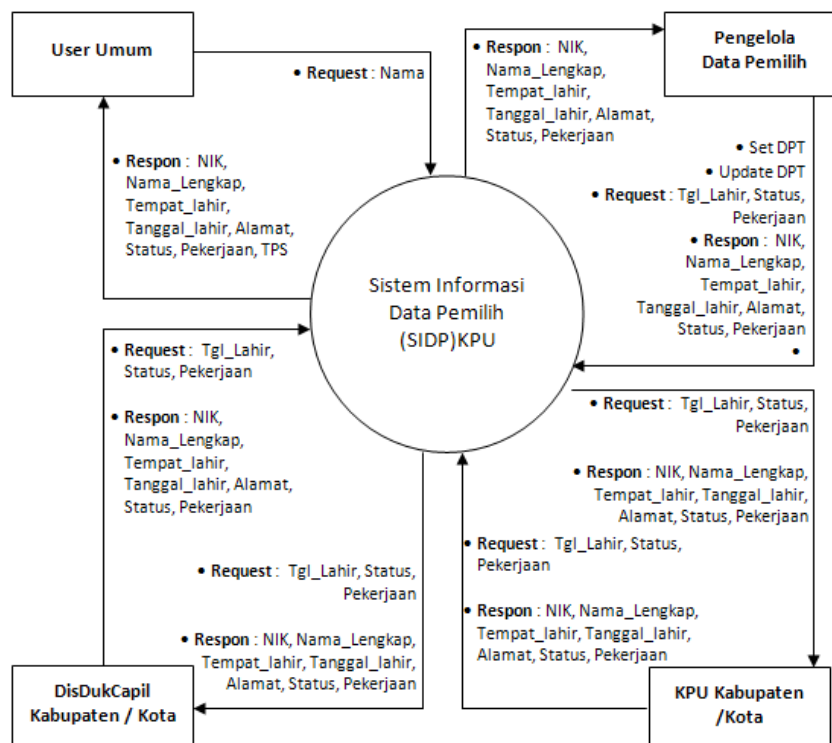 User Umum
• Request : Nama
• Respon : NIK,
Nama_Lengkap,
Tempat_lahir,
Tanggal_lahir, Alamat,
Status, Pekerjaan
Pengelola
Data Pemilih
• Respon : NIK,
Nama_Lengkap,
Tempat_lahir,
Tanggal_lahir, Alamat,
Status, Pekerjaan, TPS
• Set DPT
• Update DPT
• Request : Tgl_Lahir, Status,
Pekerjaan
• Respon : NIK,
Nama_Lengkap,
Tempat_lahir,
Tanggal_lahir, Alamat,
Status, Pekerjaan
•
Sistem Informasi
Data Pemilih
(SIDP)KPU
• Request : Tgl_Lahir,
Status, Pekerjaan
• Respon : NIK,
Nama_Lengkap,
Tempat_lahir,
Tanggal_lahir, Alamat,
Status, Pekerjaan
• Request : Tgl_Lahir, Status,
Pekerjaan
• Respon : NIK, Nama_Lengkap,
Tempat_lahir, Tanggal_lahir,
Alamat, Status, Pekerjaan
• Request : Tgl_Lahir, Status,
Pekerjaan
• Respon : NIK, Nama_Lengkap,
Tempat_lahir, Tanggal_lahir,
Alamat, Status, Pekerjaan
• Request : Tgl_Lahir, Status,
Pekerjaan
• Respon : NIK, Nama_Lengkap,
Tempat_lahir, Tanggal_lahir,
Alamat, Status, Pekerjaan
DisDukCapil
Kabupaten / Kota
KPU Kabupaten
/Kota